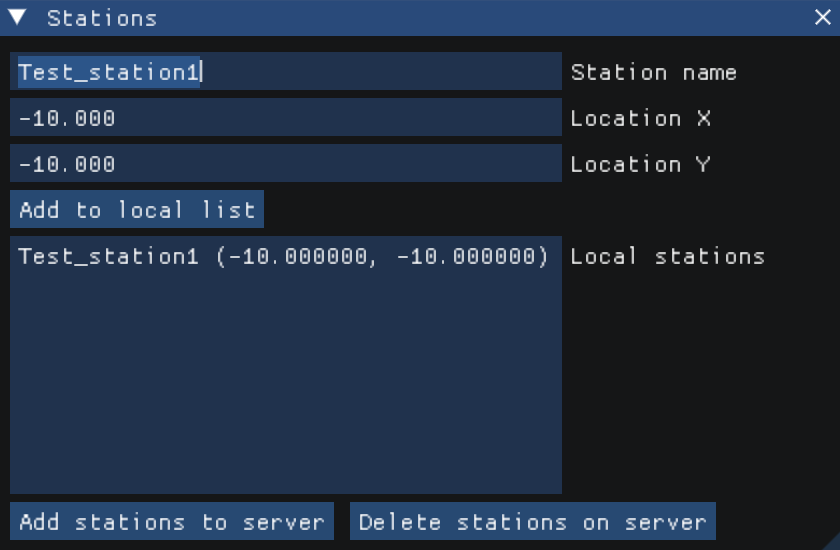 Stations
Test_station1 Station name
-10.000 Location X
-10.000 Location Y
Add to local list
Test_station1 (-10.000000, -10.000000) Local stations
Add stations to server Delete stations on server